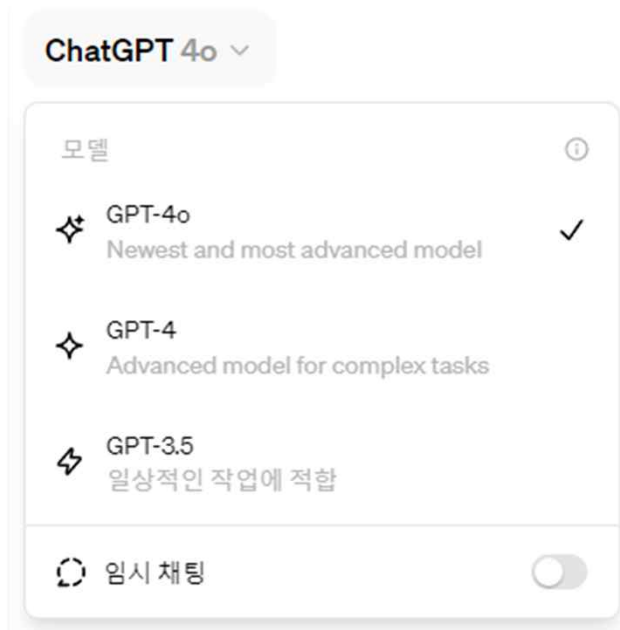 ChatGPT 4o
모델
GPT-4o
Newest and most advanced model
GPT-4
Advanced model for complex tasks
GPT-3.5
일상적인 작업에 적합
임시 채팅